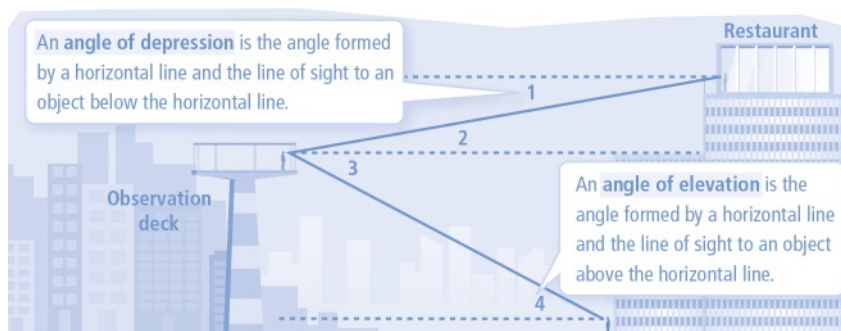 Restaurant
An angle of depression is the angle formed
by a horizontal line and the line of sight to an
object below the horizontal line.
1
2
3
Observation
deck
An angle of elevation is the
angle formed by a horizontal line
and the line of sight to an object
above the horizontal line.
4